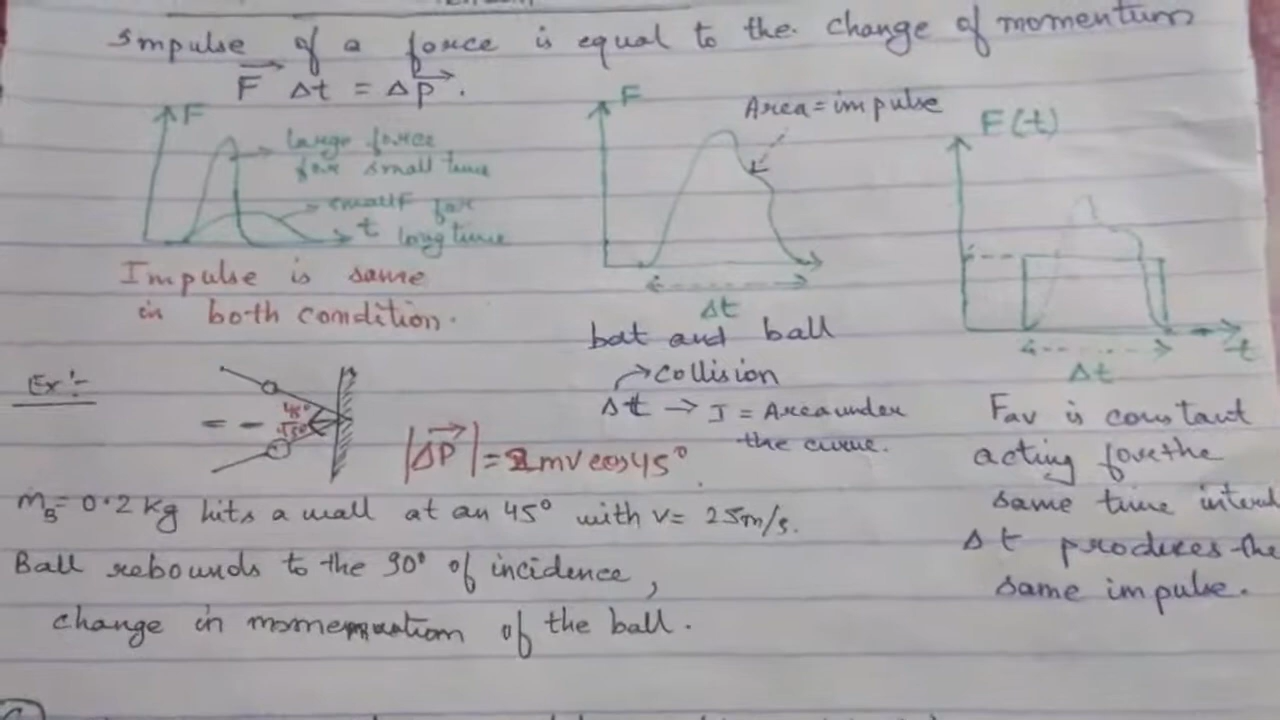 Impulse of a force is equal to the change of momentum
F Δt = Δp.
F
large force
for small time
small F for
t long time
Impulse is same
in both condition.
F
Area = impulse
Δt
bat and ball
collision
Δt → J = Area under
the curve.
F(t)
t
Δt
Fav is constant
acting for the
same time
Δt produces the
same impulse.
Ex:-
45°
45°
|ΔP| = 2mv cos45°
mB = 0.2 kg hits a wall at an 45° with v = 25m/s.
Ball rebounds to the 90° of incidence,
change in of the ball.